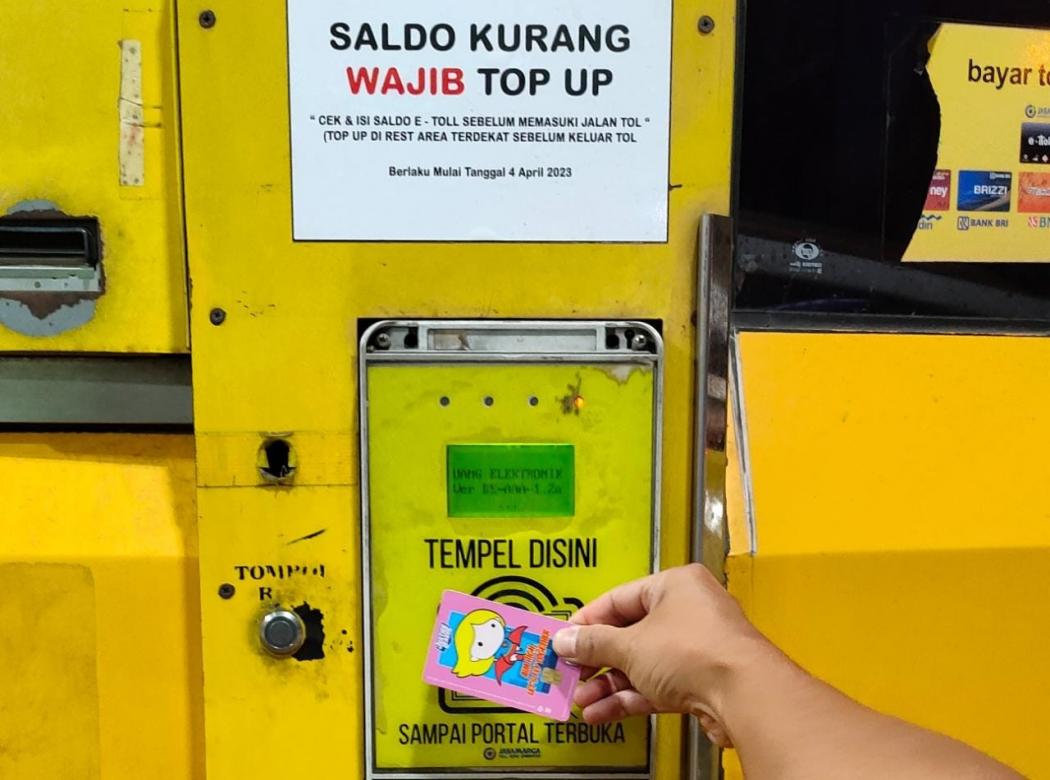 SALDO KURANG
WAJIB TOP UP
" CEK & ISI SALDO E - TOLL SEBELUM MEMASUKI JALAN TOL "
(TOP UP DI REST AREA TERDEKAT SEBELUM KELUAR TOL
Berlaku Mulai Tanggal 4 April 2023
bayar
BRIZZI
BANK BRI
UANG ELEKTRONIK
Ver
TEMPEL DISINI
SAMPAI PORTAL TERBUKA
JASAMARGA